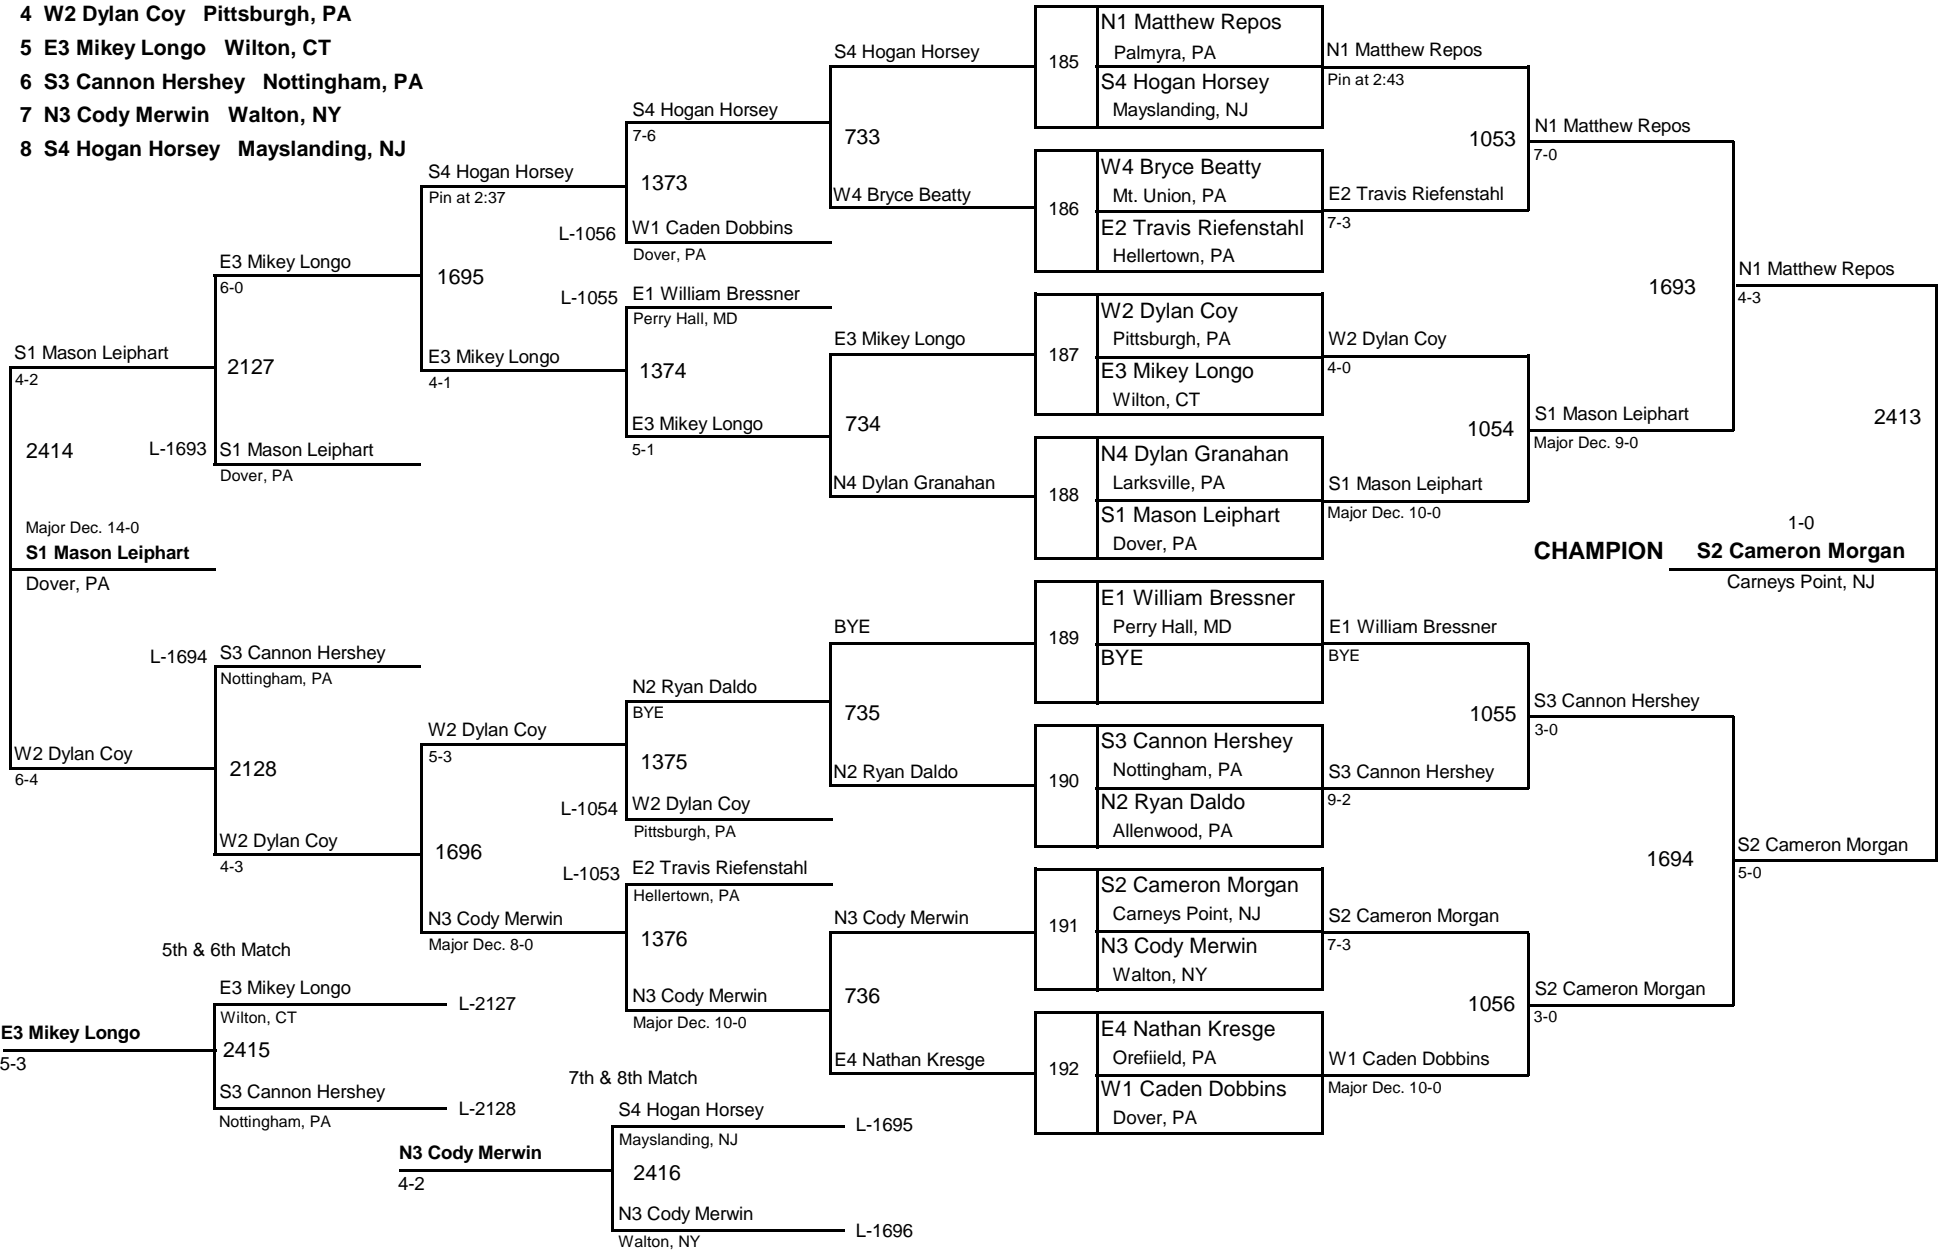 4 W2 Dylan Coy Pittsburgh, PA
5 E3 Mikey Longo Wilton, CT
6 S3 Cannon Hershey Nottingham, PA
7 N3 Cody Merwin Walton, NY
8 S4 Hogan Horsey Mayslanding, NJ
S1 Mason Leiphart
4-2
2414
Major Dec. 14-0
S1 Mason Leiphart
Dover, PA
W2 Dylan Coy
6-4
E3 Mikey Longo
6-0
2127
L-1693
S1 Mason Leiphart
Dover, PA
L-1694
S3 Cannon Hershey
Nottingham, PA
2128
W2 Dylan Coy
4-3
5th & 6th Match
E3 Mikey Longo
L-2127
Wilton, CT
E3 Mikey Longo
5-3
2415
S3 Cannon Hershey
L-2128
Nottingham, PA
S4 Hogan Horsey
Pin at 2:37
1695
E3 Mikey Longo
4-1
W2 Dylan Coy
5-3
1696
N3 Cody Merwin
Major Dec. 8-0
7th & 8th Match
S4 Hogan Horsey
L-1695
Mayslanding, NJ
N3 Cody Merwin
4-2
2416
N3 Cody Merwin
L-1696
Walton, NY
S4 Hogan Horsey
7-6
1373
L-1056
W1 Caden Dobbins
Dover, PA
L-1055
E1 William Bressner
Perry Hall, MD
1374
E3 Mikey Longo
5-1
N2 Ryan Daldo
BYE
1375
L-1054
W2 Dylan Coy
Pittsburgh, PA
L-1053
E2 Travis Riefenstahl
Hellertown, PA
1376
N3 Cody Merwin
Major Dec. 10-0
S4 Hogan Horsey
733
W4 Bryce Beatty
E3 Mikey Longo
734
N4 Dylan Granahan
BYE
735
N2 Ryan Daldo
N3 Cody Merwin
736
E4 Nathan Kresge
185
N1 Matthew Repos
Palmyra, PA
S4 Hogan Horsey
Mayslanding, NJ
186
W4 Bryce Beatty
Mt. Union, PA
E2 Travis Riefenstahl
Hellertown, PA
187
W2 Dylan Coy
Pittsburgh, PA
E3 Mikey Longo
Wilton, CT
188
N4 Dylan Granahan
Larksville, PA
S1 Mason Leiphart
Dover, PA
189
E1 William Bressner
Perry Hall, MD
BYE
190
S3 Cannon Hershey
Nottingham, PA
N2 Ryan Daldo
Allenwood, PA
191
S2 Cameron Morgan
Carneys Point, NJ
N3 Cody Merwin
Walton, NY
192
E4 Nathan Kresge
Orefiield, PA
W1 Caden Dobbins
Dover, PA
N1 Matthew Repos
Pin at 2:43
1053
E2 Travis Riefenstahl
7-3
W2 Dylan Coy
4-0
1054
S1 Mason Leiphart
Major Dec. 10-0
E1 William Bressner
BYE
1055
S3 Cannon Hershey
9-2
S2 Cameron Morgan
7-3
1056
W1 Caden Dobbins
Major Dec. 10-0
N1 Matthew Repos
7-0
1693
S1 Mason Leiphart
Major Dec. 9-0
S3 Cannon Hershey
3-0
1694
S2 Cameron Morgan
3-0
N1 Matthew Repos
4-3
2413
1-0
CHAMPION S2 Cameron Morgan
Carneys Point, NJ
S2 Cameron Morgan
5-0